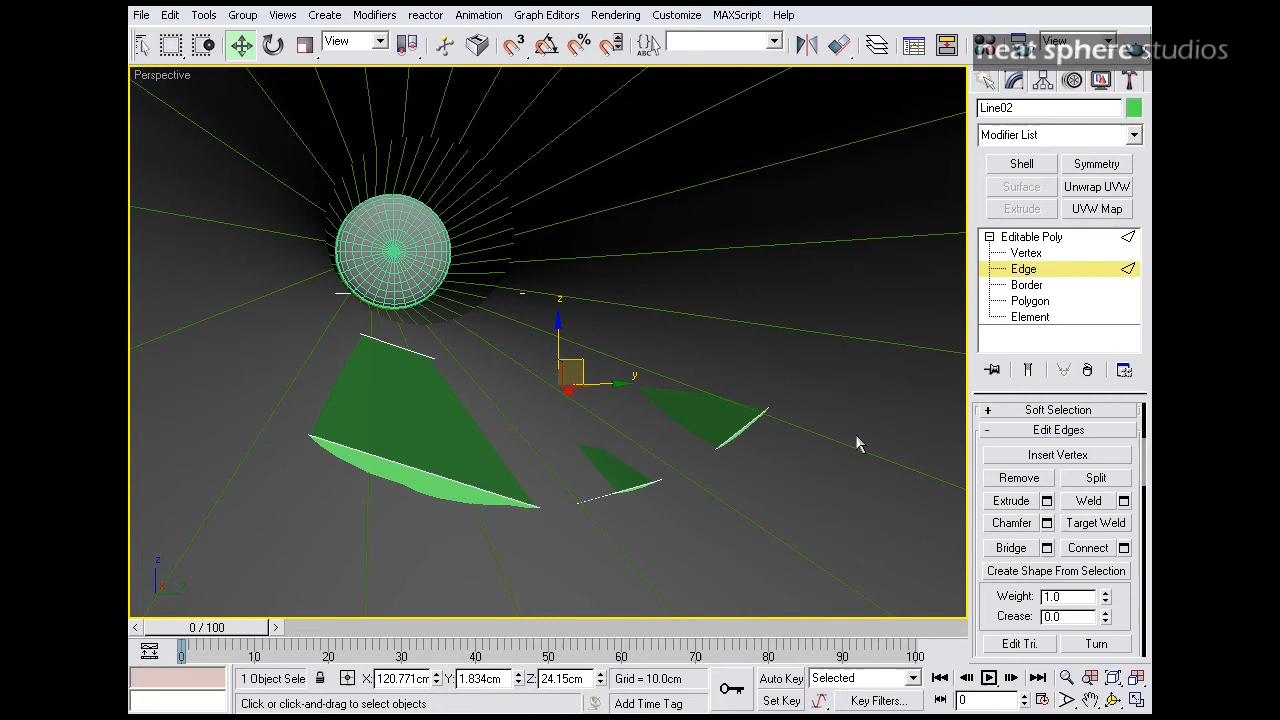 File Edit Tools Group Views Create Modifiers reactor Animation Graph Editors Rendering Customize MAXScript Help
View
3
%
ABC
View
neat sphere studios
Perspective
Line02
Modifier List
Shell Symmetry
Surface Unwrap UVW
Extrude UVW Map
Editable Poly
Vertex
Edge
Border
Polygon
Element
z
y
+ Soft Selection
- Edit Edges
Insert Vertex
Remove Split
Extrude Weld
Chamfer Target Weld
Bridge Connect
Create Shape From Selection
Weight: 1.0
Crease: 0.0
Edit Tri. Turn
z
x
< 0 / 100 >
0 10 20 30 40 50 60 70 80 90 100
1 Object Sele X: 120.771cm Y: 1.834cm Z: 24.15cm Grid = 10.0cm Auto Key Selected
Click or click-and-drag to select objects Add Time Tag Set Key Key Filters... 0